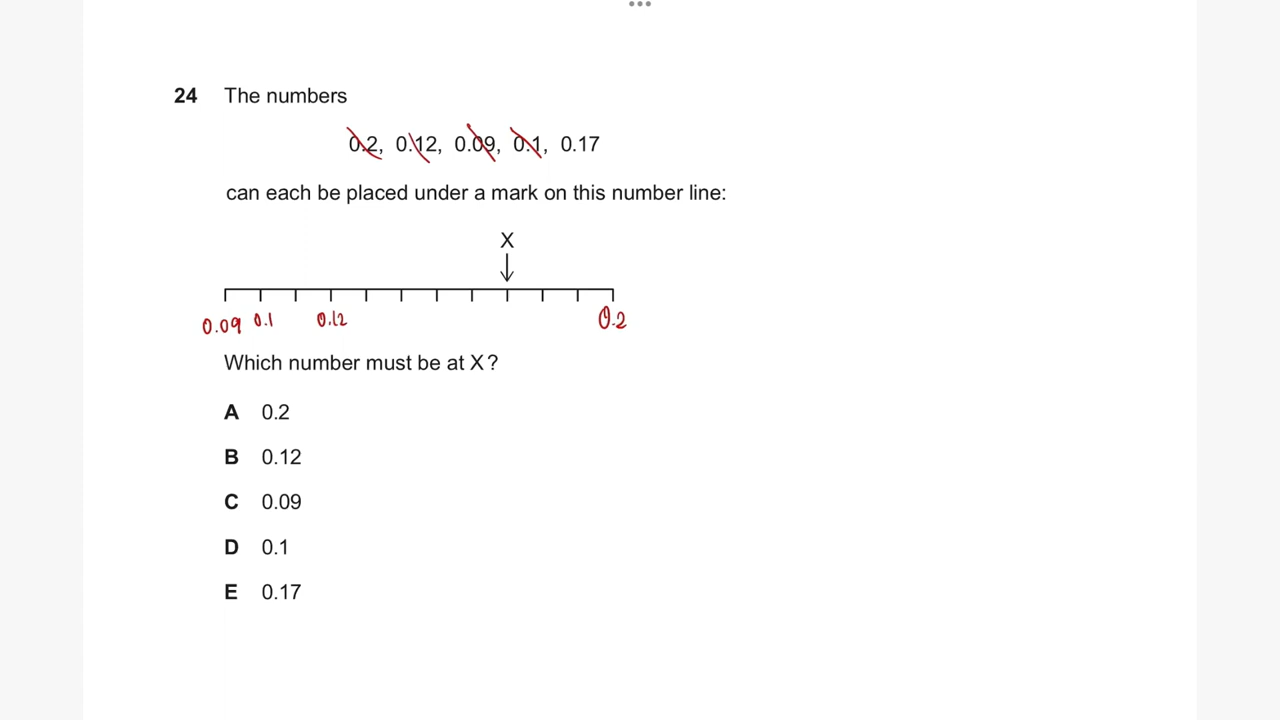 24 The numbers
0.2, 0.12, 0.09, 0.1, 0.17
can each be placed under a mark on this number line:
X
0.09 0.1 0.12 0.2
Which number must be at X?
A 0.2
B 0.12
C 0.09
D 0.1
E 0.17